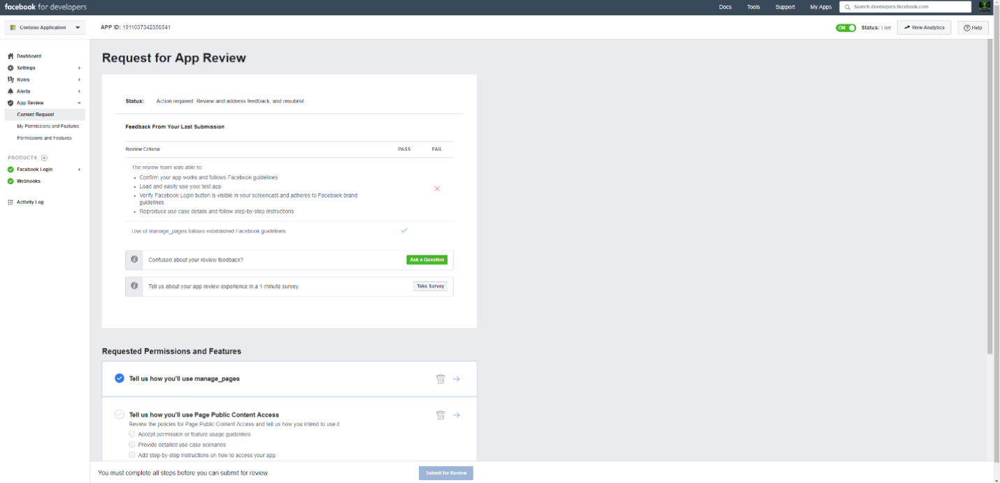 facebook for developers
Docs Tools Support My Apps Search developers.facebook.com
Contoso Application APP ID: 1911037342356541 ON Status: Live View Analytics Help
Dashboard
Settings
Roles
Alerts
App Review
Current Request
My Permissions and Features
Permissions and Features
PRODUCTS
Facebook Login
Webhooks
Activity Log
Request for App Review
Status: Action required: Review and address feedback, and resubmit
Feedback From Your Last Submission
Review Criteria PASS FAIL
The review team was able to:
Confirm your app works and follows Facebook guidelines
Load and easily use your test app
Verify Facebook Login button is visible in your screencast and adheres to Facebook brand
guidelines
Reproduce use case details and follow step-by-step instructions
Use of manage_pages follows established Facebook guidelines
Confused about your review feedback? Ask a Question
Tell us about your app review experience in a 1-minute survey. Take Survey
Requested Permissions and Features
Tell us how you'll use manage_pages
Tell us how you'll use Page Public Content Access
Review the policies for Page Public Content Access and tell us how you intend to use it
Accept permission or feature usage guidelines
Provide detailed use case scenarios
Add step-by-step instructions on how to access your app
You must complete all steps before you can submit for review. Submit for Review